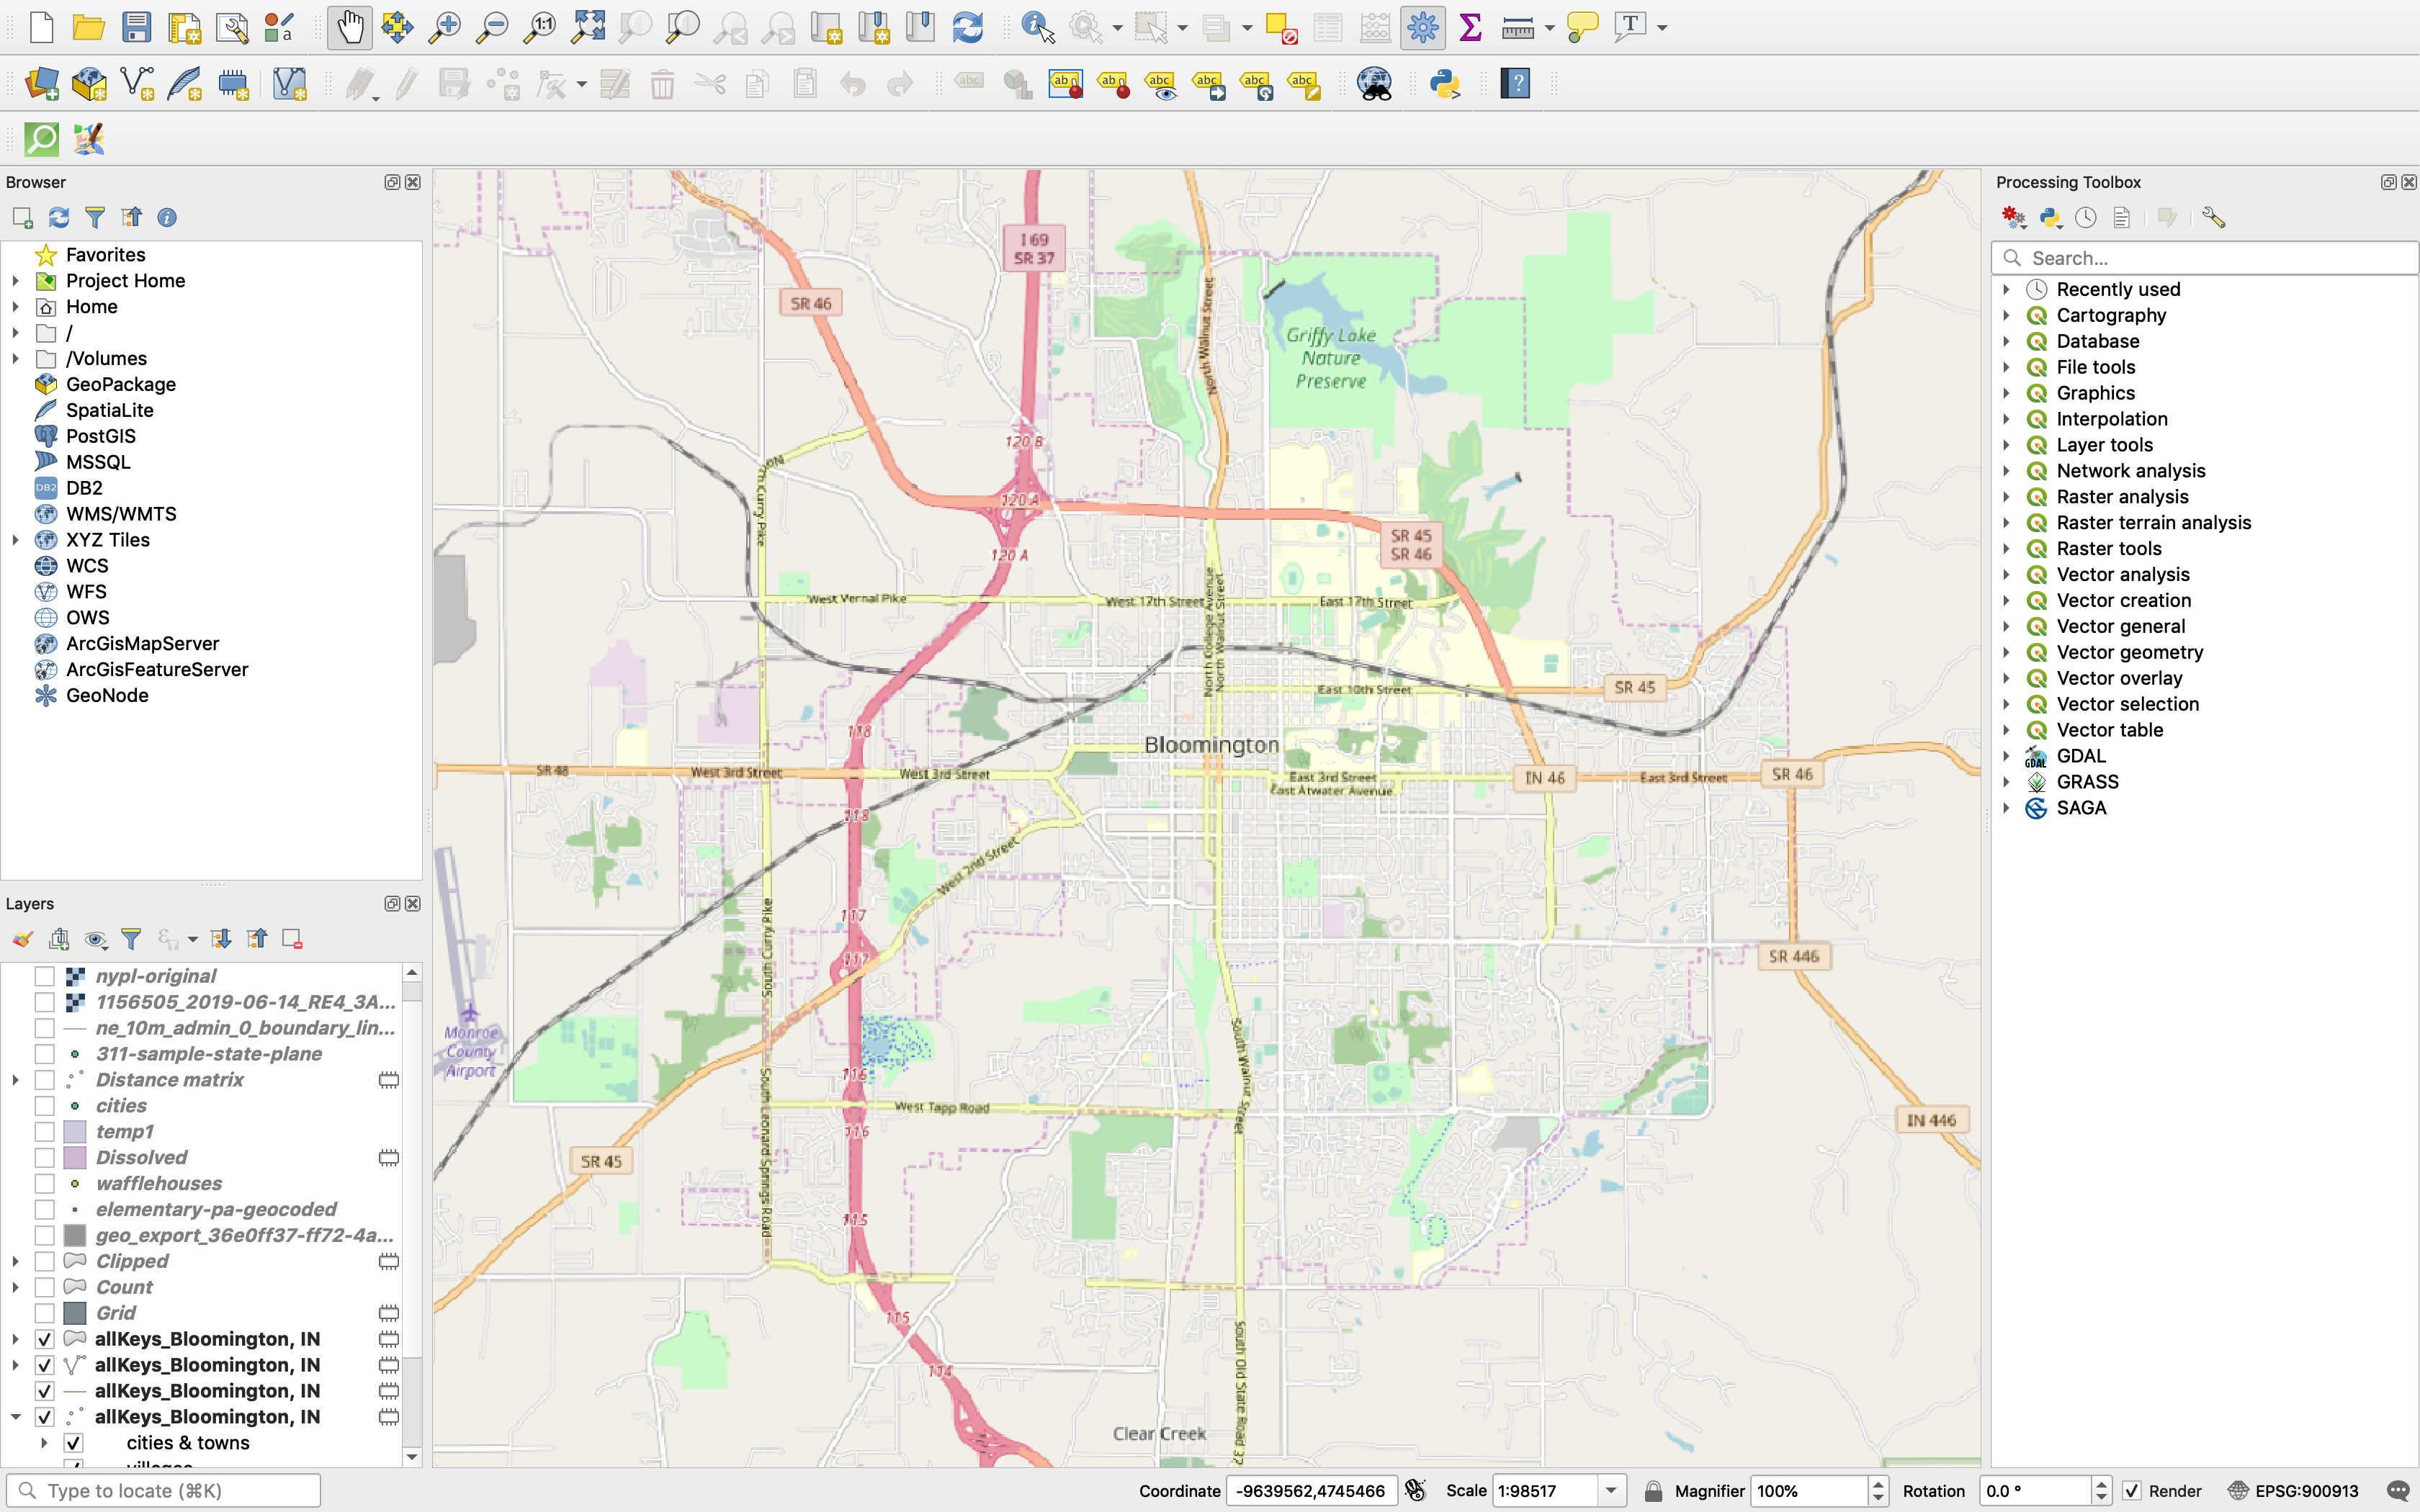 Browser
Favorites
Project Home
Home
/
/Volumes
GeoPackage
SpatiaLite
PostGIS
MSSQL
DB2
DB2
WMS/WMTS
XYZ Tiles
WCS
WFS
OWS
ArcGisMapServer
ArcGisFeatureServer
GeoNode
Layers
nypl-original
1156505_2019-06-14_RE4_3A...
ne_10m_admin_0_boundary_lin...
311-sample-state-plane
Distance matrix
cities
temp1
Dissolved
wafflehouses
elementary-pa-geocoded
geo_export_36e0ff37-ff72-4a...
Clipped
Count
Grid
allKeys_Bloomington, IN
allKeys_Bloomington, IN
allKeys_Bloomington, IN
allKeys_Bloomington, IN
cities & towns
villages
I 69
SR 37
SR 46
North Walnut Street
Griffy Lake
Nature
Preserve
120 B
120 A
120 A
SR 45
SR 46
North Curry Pike
West Vernal Pike
West 17th Street
East 17th Street
North College Avenue
North Walnut Street
East 10th Street
SR 45
118
Bloomington
SR 48
West 3rd Street
West 3rd Street
East 3rd Street
East Atwater Avenue
IN 46
East 3rd Street
SR 46
118
West 2nd Street
117
South Curry Pike
117
SR 446
Monroe
County
Airport
South Walnut Street
116
West Tapp Road
116
IN 446
SR 45
South Leonard Springs Road
115
115
114
South Old State Road 37
Clear Creek
Processing Toolbox
Search...
Recently used
Cartography
Database
File tools
Graphics
Interpolation
Layer tools
Network analysis
Raster analysis
Raster terrain analysis
Raster tools
Vector analysis
Vector creation
Vector general
Vector geometry
Vector overlay
Vector selection
Vector table
GDAL
GDAL
GRASS
SAGA
Type to locate (⌘K)
Coordinate -9639562,4745466 Scale 1:98517 Magnifier 100% Rotation 0.0 ° Render EPSG:900913